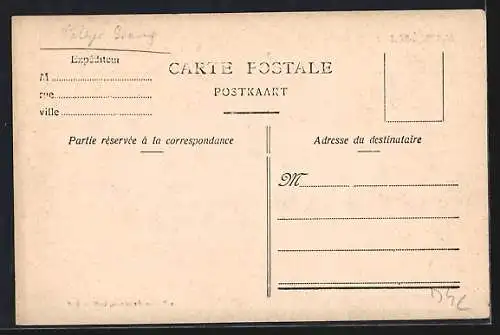 Expéditeur
CARTE POSTALE
M
POSTKAART
rue
ville
Partie réservée à la correspondance
Adresse du destinataire
M